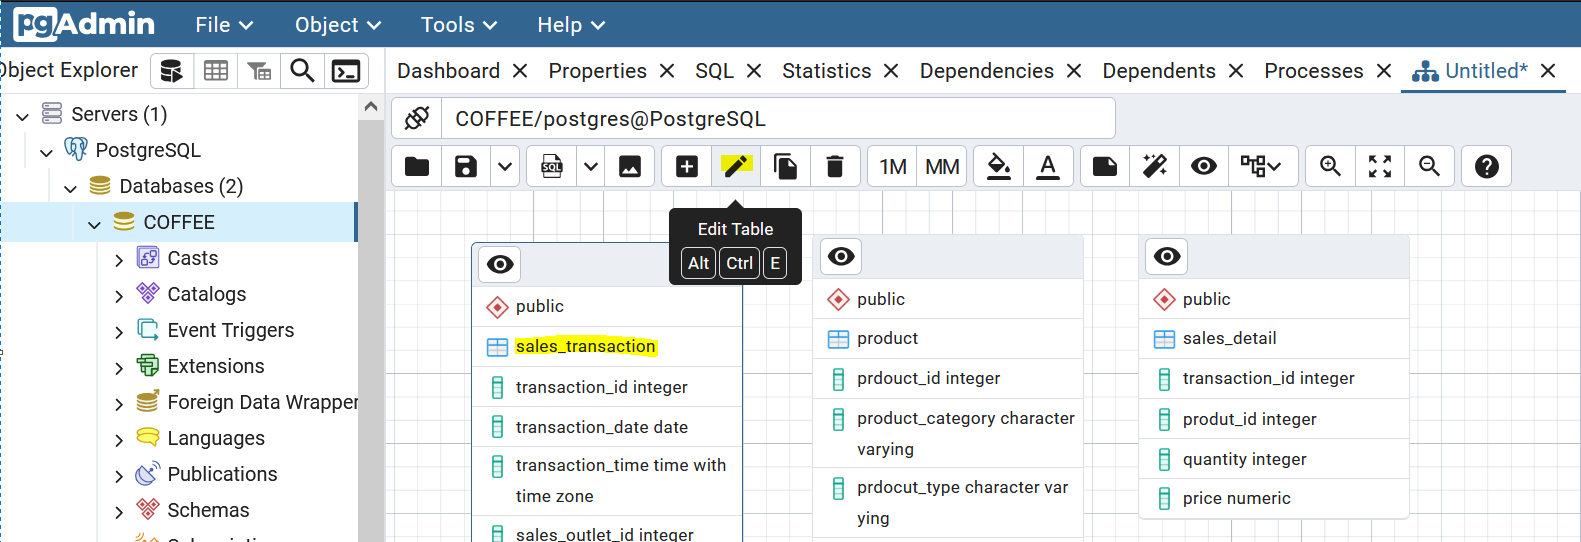 pgAdmin File Object Tools Help
Object Explorer
Dashboard Properties SQL Statistics Dependencies Dependents Processes Untitled*
Servers (1)
PostgreSQL
Databases (2)
COFFEE
Casts
Catalogs
Event Triggers
Extensions
Foreign Data Wrapper
Languages
Publications
Schemas
COFFEE/postgres@PostgreSQL
SQL 1M MM A
Edit Table
Alt Ctrl E
public
sales_transaction
transaction_id integer
transaction_date date
transaction_time time with
time zone
sales_outlet_id integer
public
product
prdouct_id integer
product_category character
varying
prdocut_type character var
ying
public
sales_detail
transaction_id integer
produt_id integer
quantity integer
price numeric